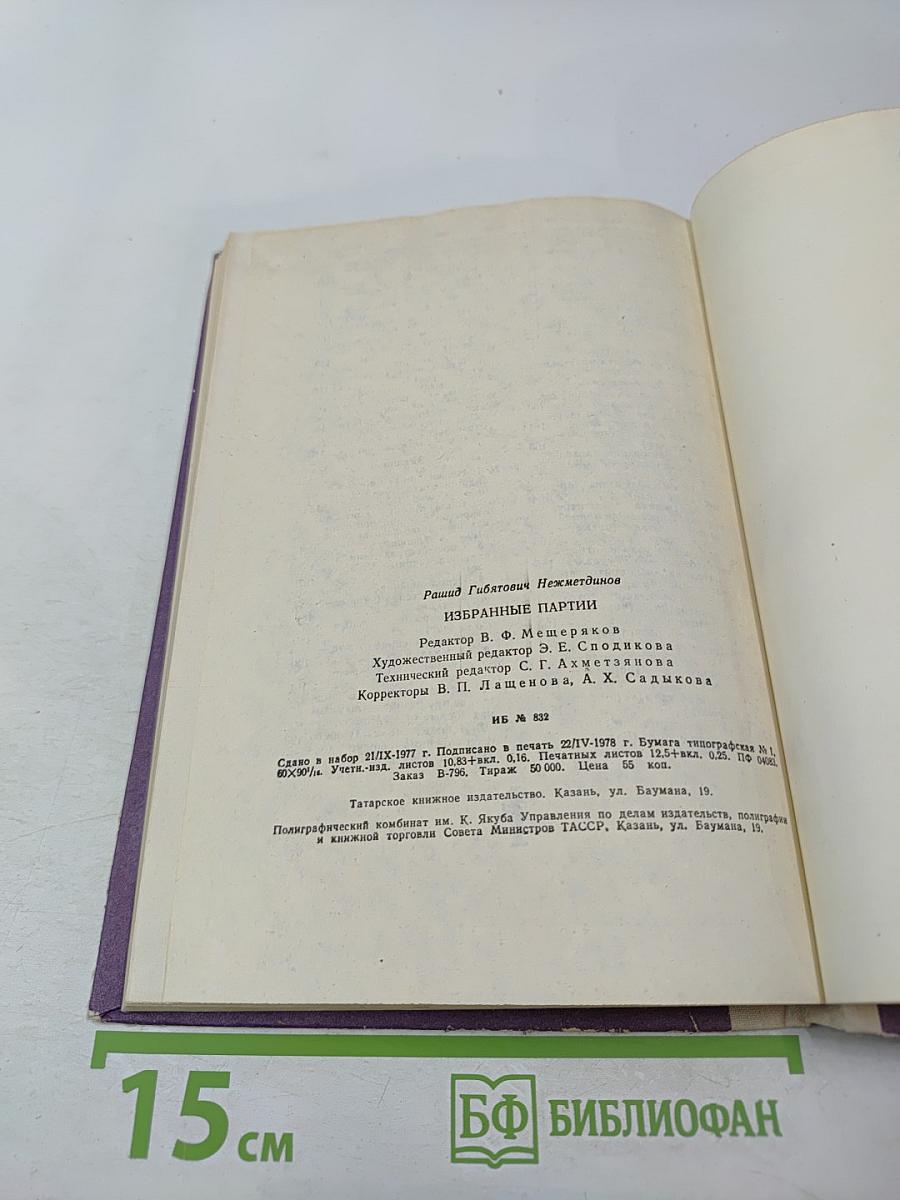 Рашид Гибятович Нежметдинов
ИЗБРАННЫЕ ПАРТИИ
Редактор В. Ф. Мещеряков
Художественный редактор Э. Е. Сподикова
Технический редактор С. Г. Ахметзянова
Корректоры В. П. Лащенова, А. Х. Садыкова
ИБ № 832
Сдано в набор 21/IX-1977 г. Подписано в печать 22/IV-1978 г. Бумага типографская № 1,
60×90¹/₁₆. Учетн.-изд. листов 10,83+вкл. 0,16. Печатных листов 12,5+вкл. 0,25. ПФ 04083.
Заказ В-796. Тираж 50 000. Цена 55 коп.
Татарское книжное издательство. Казань, ул. Баумана, 19.
Полиграфический комбинат им. К. Якуба Управления по делам издательств, полиграфии
и книжной торговли Совета Министров ТАССР, Казань, ул. Баумана, 19.
15 см
БФ БИБЛИОФАН